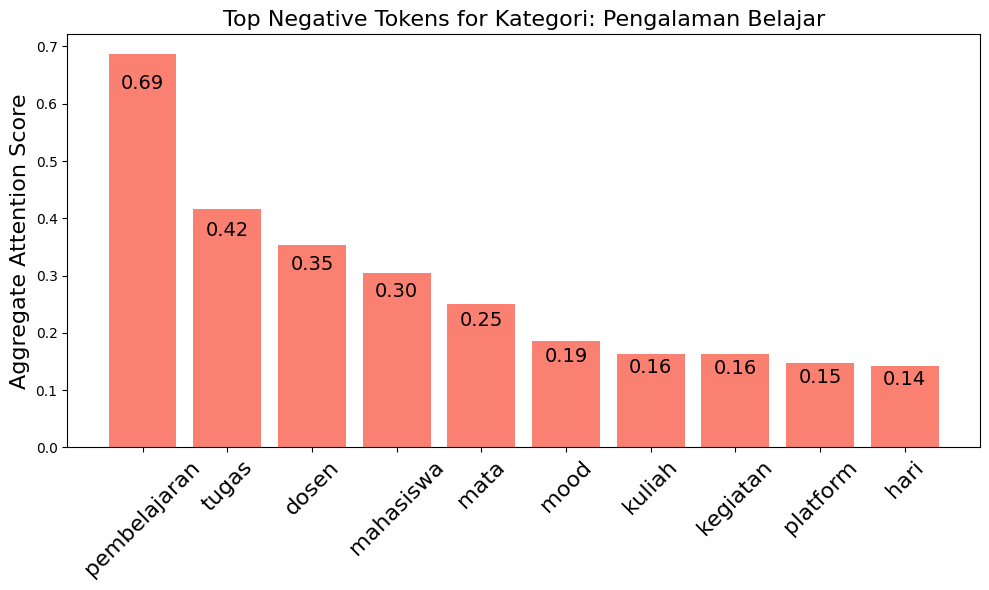 Top Negative Tokens for Kategori: Pengalaman Belajar
Aggregate Attention Score
0.7
0.6
0.5
0.4
0.3
0.2
0.1
0.0
0.69
0.42
0.35
0.30
0.25
0.19
0.16
0.16
0.15
0.14
pembelajaran
tugas
dosen
mahasiswa
mata
mood
kuliah
kegiatan
platform
hari